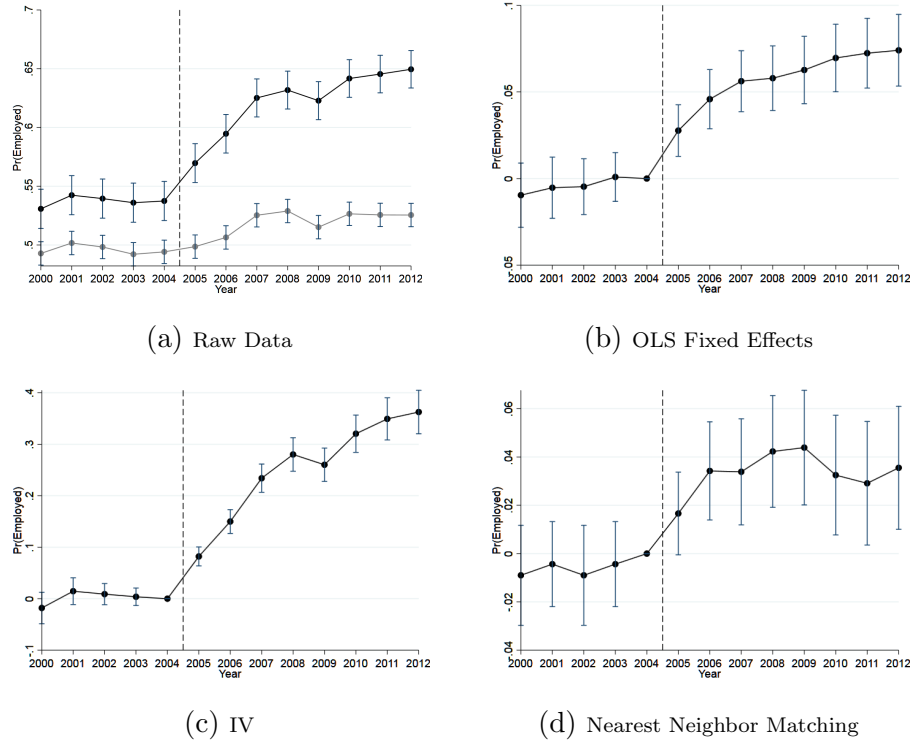 Pr(Employed)
.5 .55 .6 .65 .7
2000 2001 2002 2003 2004 2005 2006 2007 2008 2009 2010 2011 2012
Year
(a) Raw Data
Pr(Employed)
-.05 0 .05 .1
2000 2001 2002 2003 2004 2005 2006 2007 2008 2009 2010 2011 2012
Year
(b) OLS Fixed Effects
Pr(Employed)
-.1 0 .1 .2 .3 .4
2000 2001 2002 2003 2004 2005 2006 2007 2008 2009 2010 2011 2012
Year
(c) IV
Pr(Employed)
-.04 -.02 0 .02 .04 .06
2000 2001 2002 2003 2004 2005 2006 2007 2008 2009 2010 2011 2012
Year
(d) Nearest Neighbor Matching